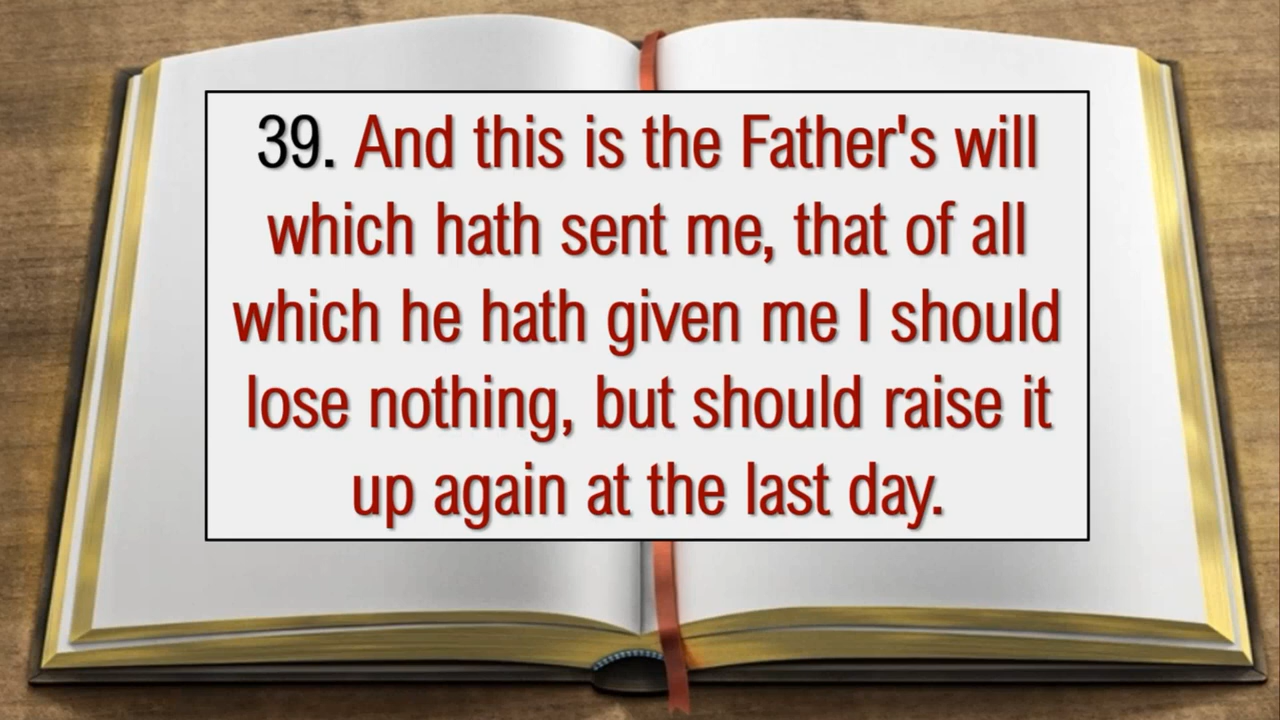 39. And this is the Father's will
which hath sent me, that of all
which he hath given me I should
lose nothing, but should raise it
up again at the last day.